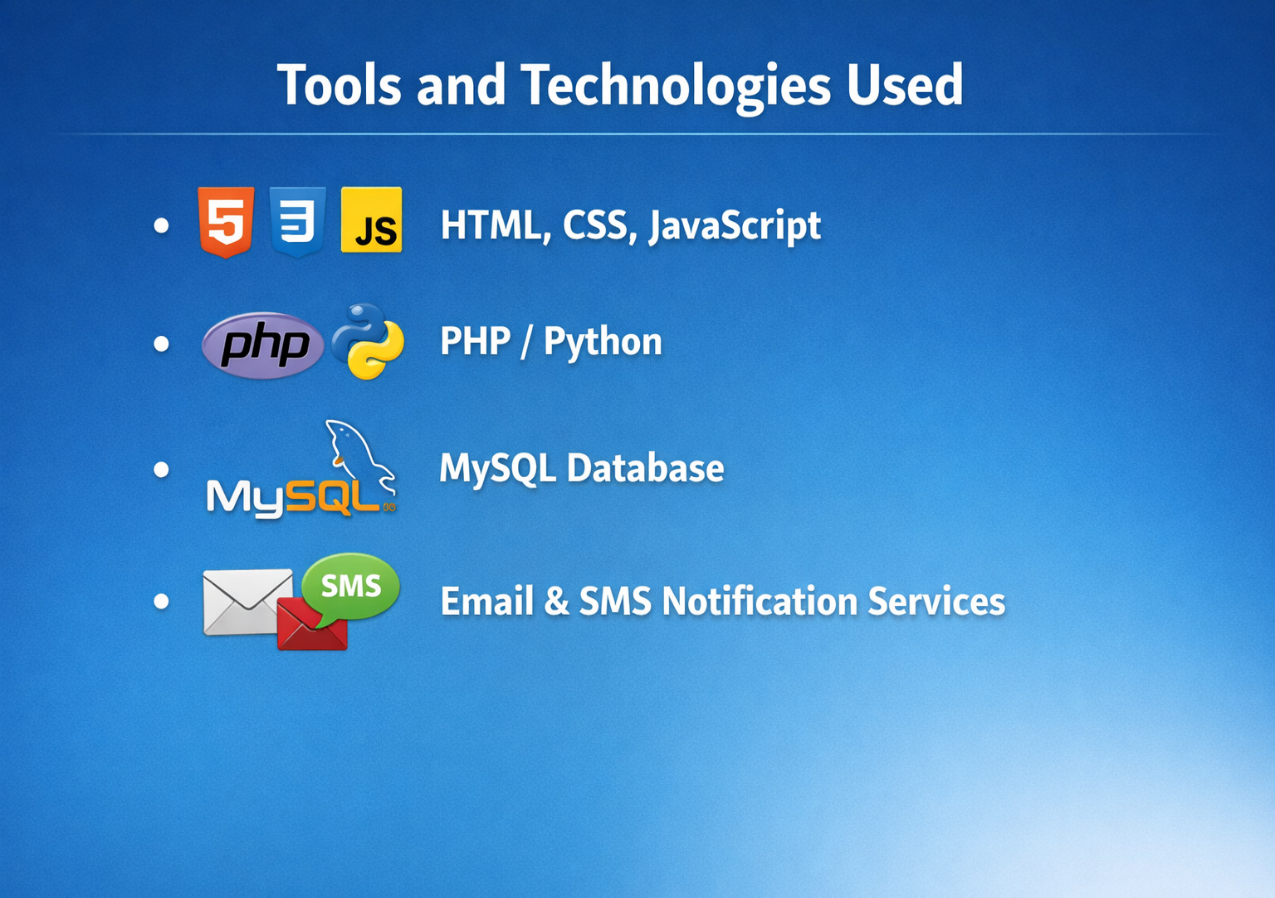 Tools and Technologies Used
5 3 JS HTML, CSS, JavaScript
php PHP / Python
MySQL MySQL Database
SMS Email & SMS Notification Services